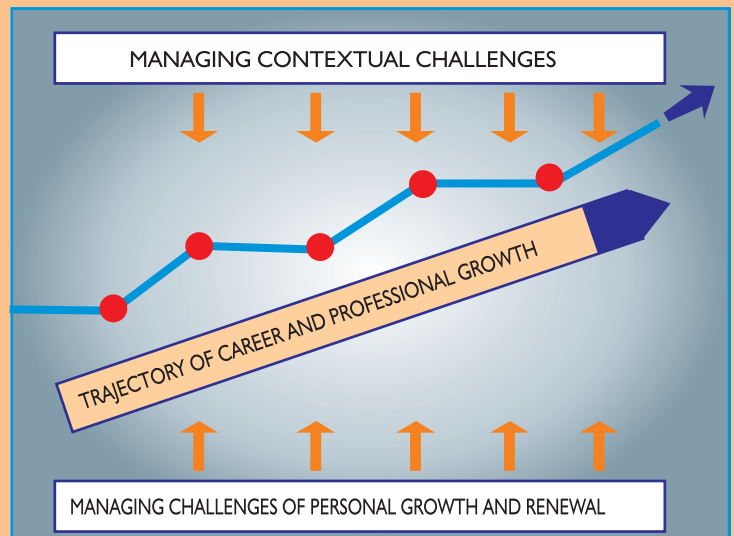 MANAGING CONTEXTUAL CHALLENGES
TRAJECTORY OF CAREER AND PROFESSIONAL GROWTH
MANAGING CHALLENGES OF PERSONAL GROWTH AND RENEWAL